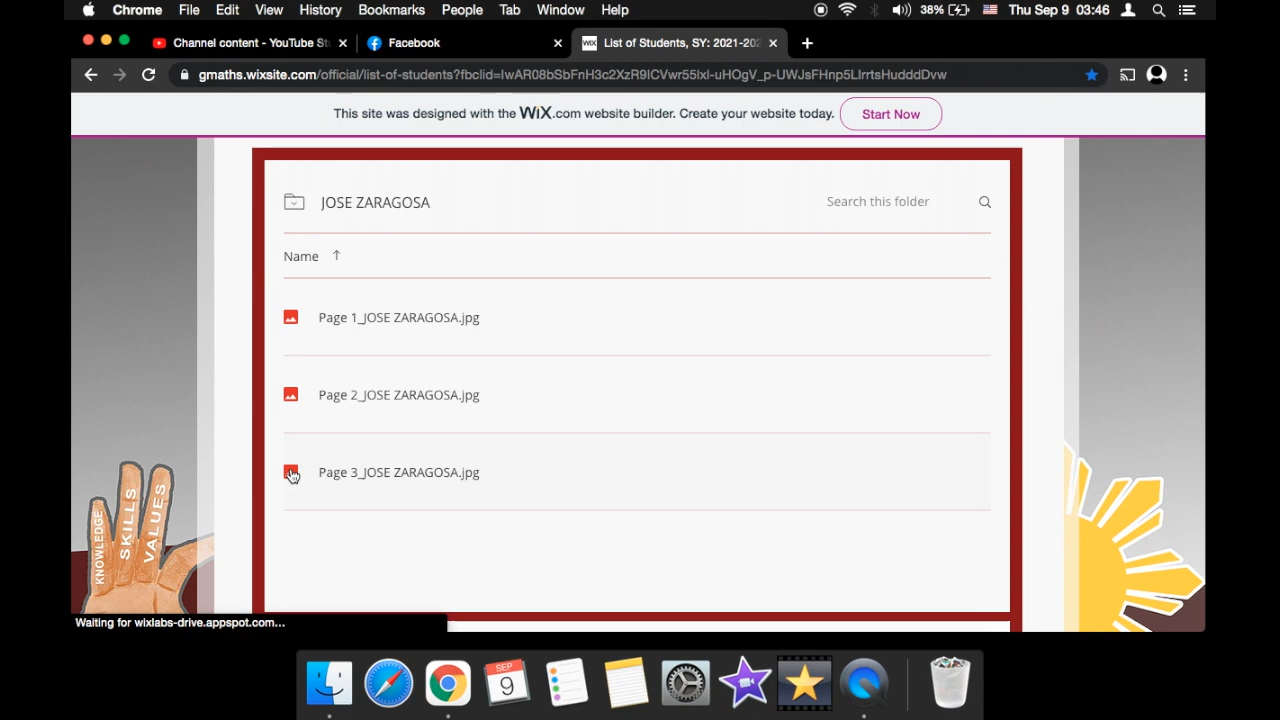 Chrome File Edit View History Bookmarks People Tab Window Help 38% Thu Sep 9 03:46
Channel content - YouTube St Facebook WiX List of Students, SY: 2021-202
gmaths.wixsite.com/official/list-of-students?fbclid=IwAR08bSbFnH3c2XzR9ICVwr55lxl-uHOgV_p-UWJsFHnp5LIrrtsHudddDvw
This site was designed with the WiX.com website builder. Create your website today. Start Now
JOSE ZARAGOSA Search this folder
Name
Page 1_JOSE ZARAGOSA.jpg
Page 2_JOSE ZARAGOSA.jpg
Page 3_JOSE ZARAGOSA.jpg
KNOWLEDGE
SKILLS
VALUES
Waiting for wixlabs-drive.appspot.com...
SEP
9